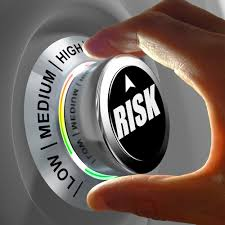 LOW | MEDIUM | HIGH
RISK